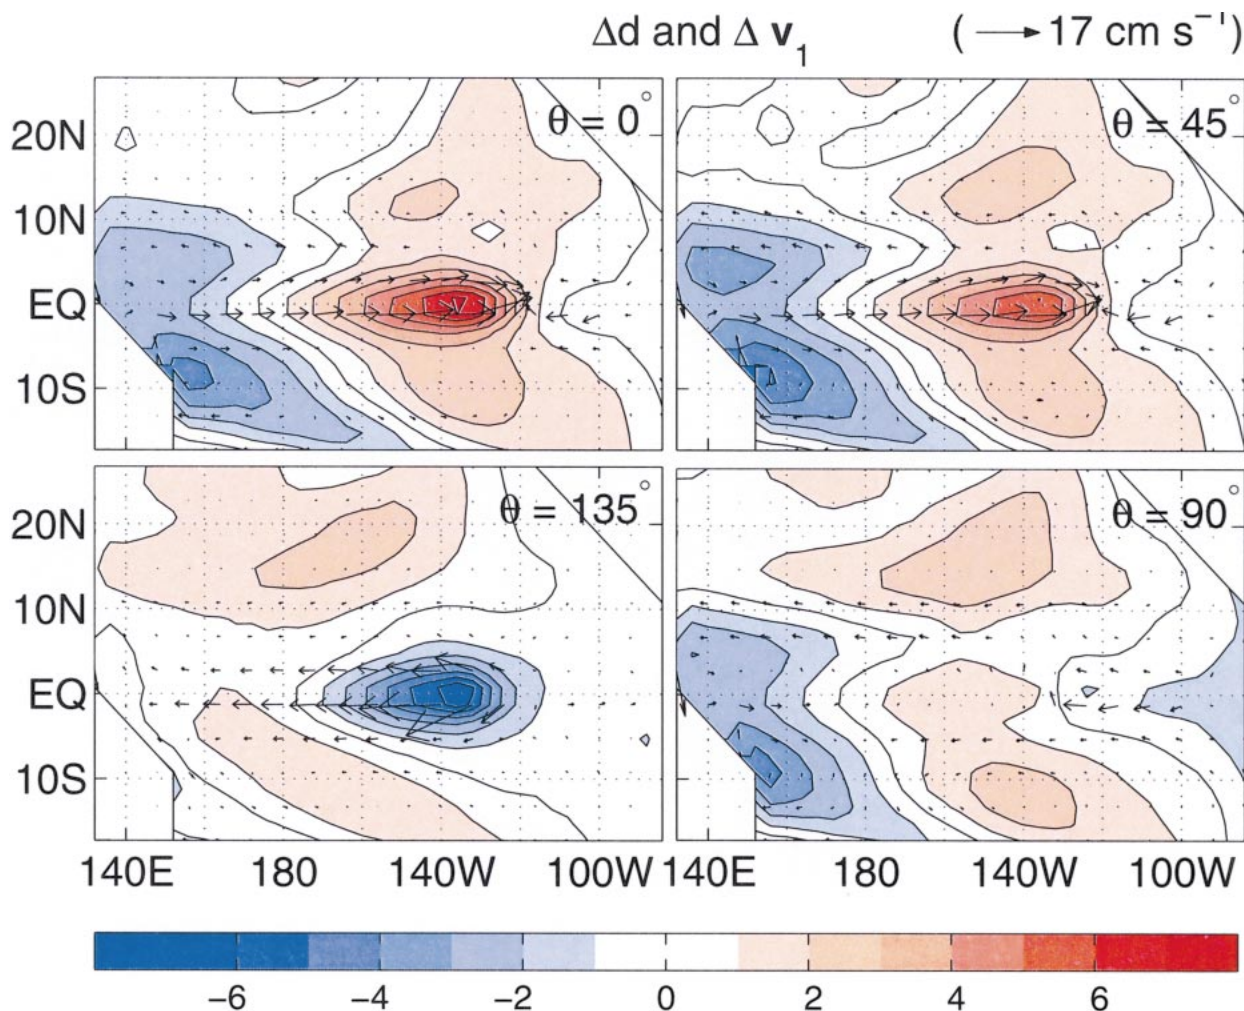 Δd and Δ v₁ ( → 17 cm s⁻¹)
θ = 0°
θ = 45°
20N
10N
EQ
10S
θ = 135°
θ = 90°
20N
10N
EQ
10S
140E 180 140W 100W 140E 180 140W 100W
−6 −4 −2 0 2 4 6